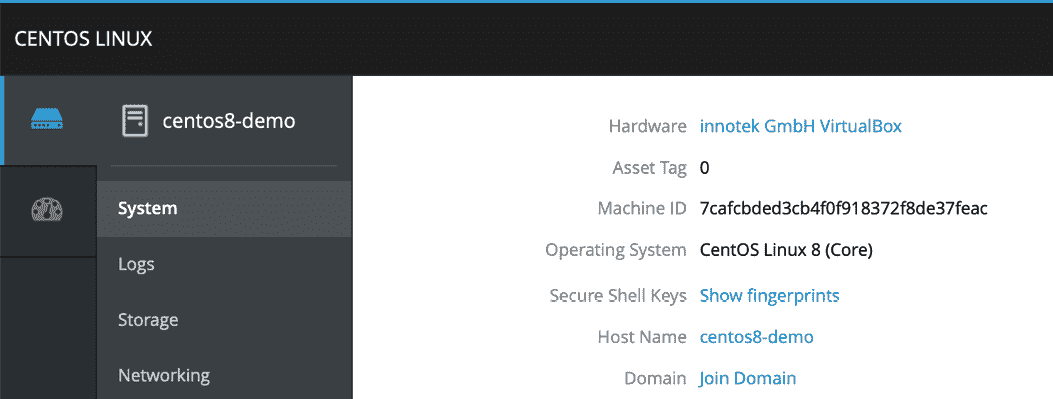 CENTOS LINUX
centos8-demo
System
Logs
Storage
Networking
Hardware innotek GmbH VirtualBox
Asset Tag 0
Machine ID 7cafcbded3cb4f0f918372f8de37feac
Operating System CentOS Linux 8 (Core)
Secure Shell Keys Show fingerprints
Host Name centos8-demo
Domain Join Domain